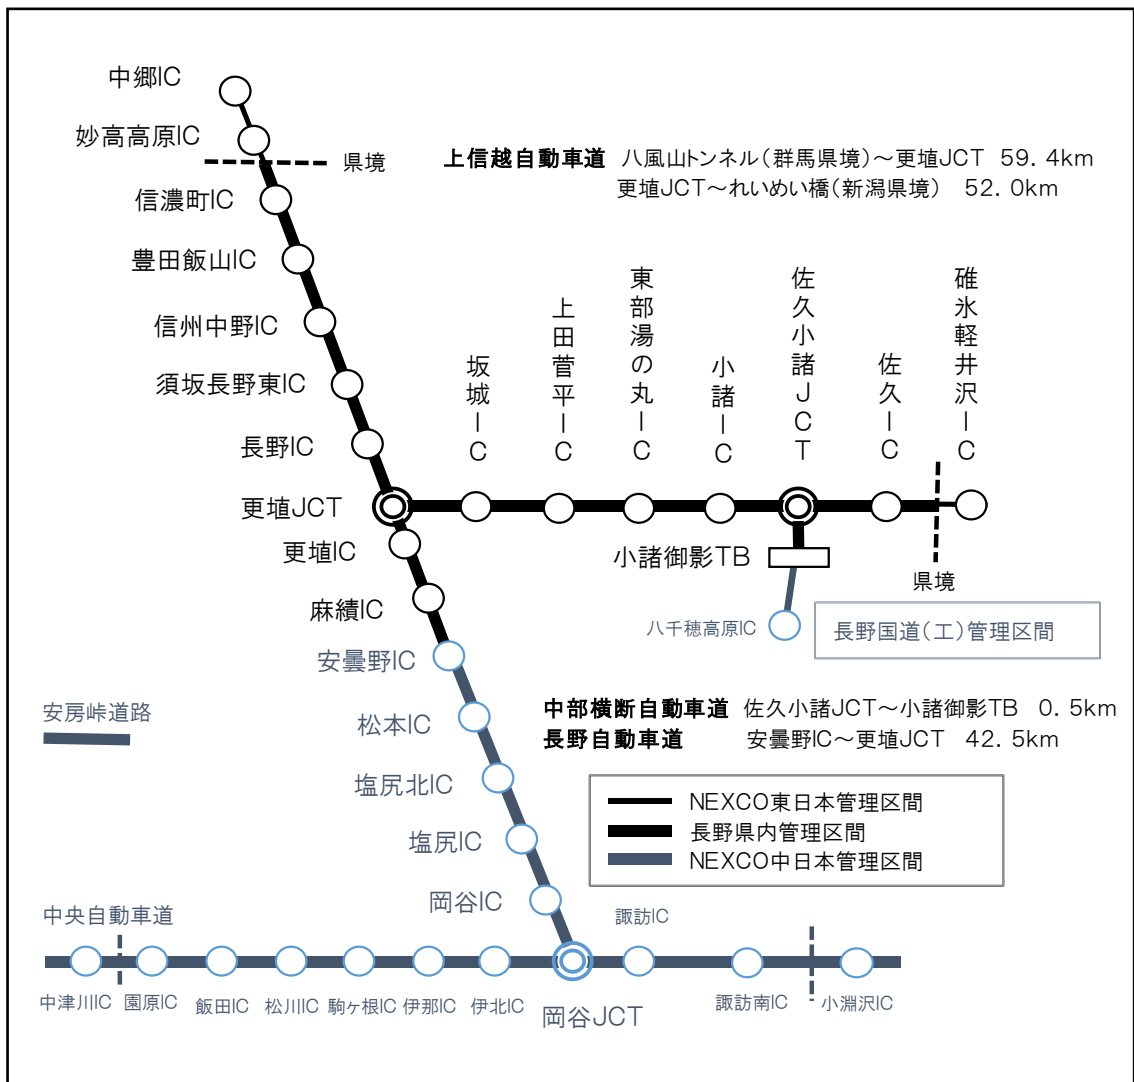 中郷IC
妙高高原IC
県境
上信越自動車道 八風山トンネル(群馬県境)~更埴JCT 59.4km
更埴JCT~れいめい橋(新潟県境) 52.0km
信濃町IC
豊田飯山IC
信州中野IC
須坂長野東IC
長野IC
坂城IC
上田菅平IC
東部湯の丸IC
小諸IC
佐久小諸JCT
佐久IC
碓氷軽井沢IC
更埴JCT
更埴IC
小諸御影TB
県境
麻績IC
八千穂高原IC
長野国道(工)管理区間
安曇野IC
安房峠道路
松本IC
中部横断自動車道 佐久小諸JCT~小諸御影TB 0.5km
長野自動車道 安曇野IC~更埴JCT 42.5km
塩尻北IC
NEXCO東日本管理区間
長野県内管理区間
NEXCO中日本管理区間
塩尻IC
岡谷IC
中央自動車道
諏訪IC
中津川IC
園原IC
飯田IC
松川IC
駒ヶ根IC
伊那IC
伊北IC
岡谷JCT
諏訪南IC
小淵沢IC